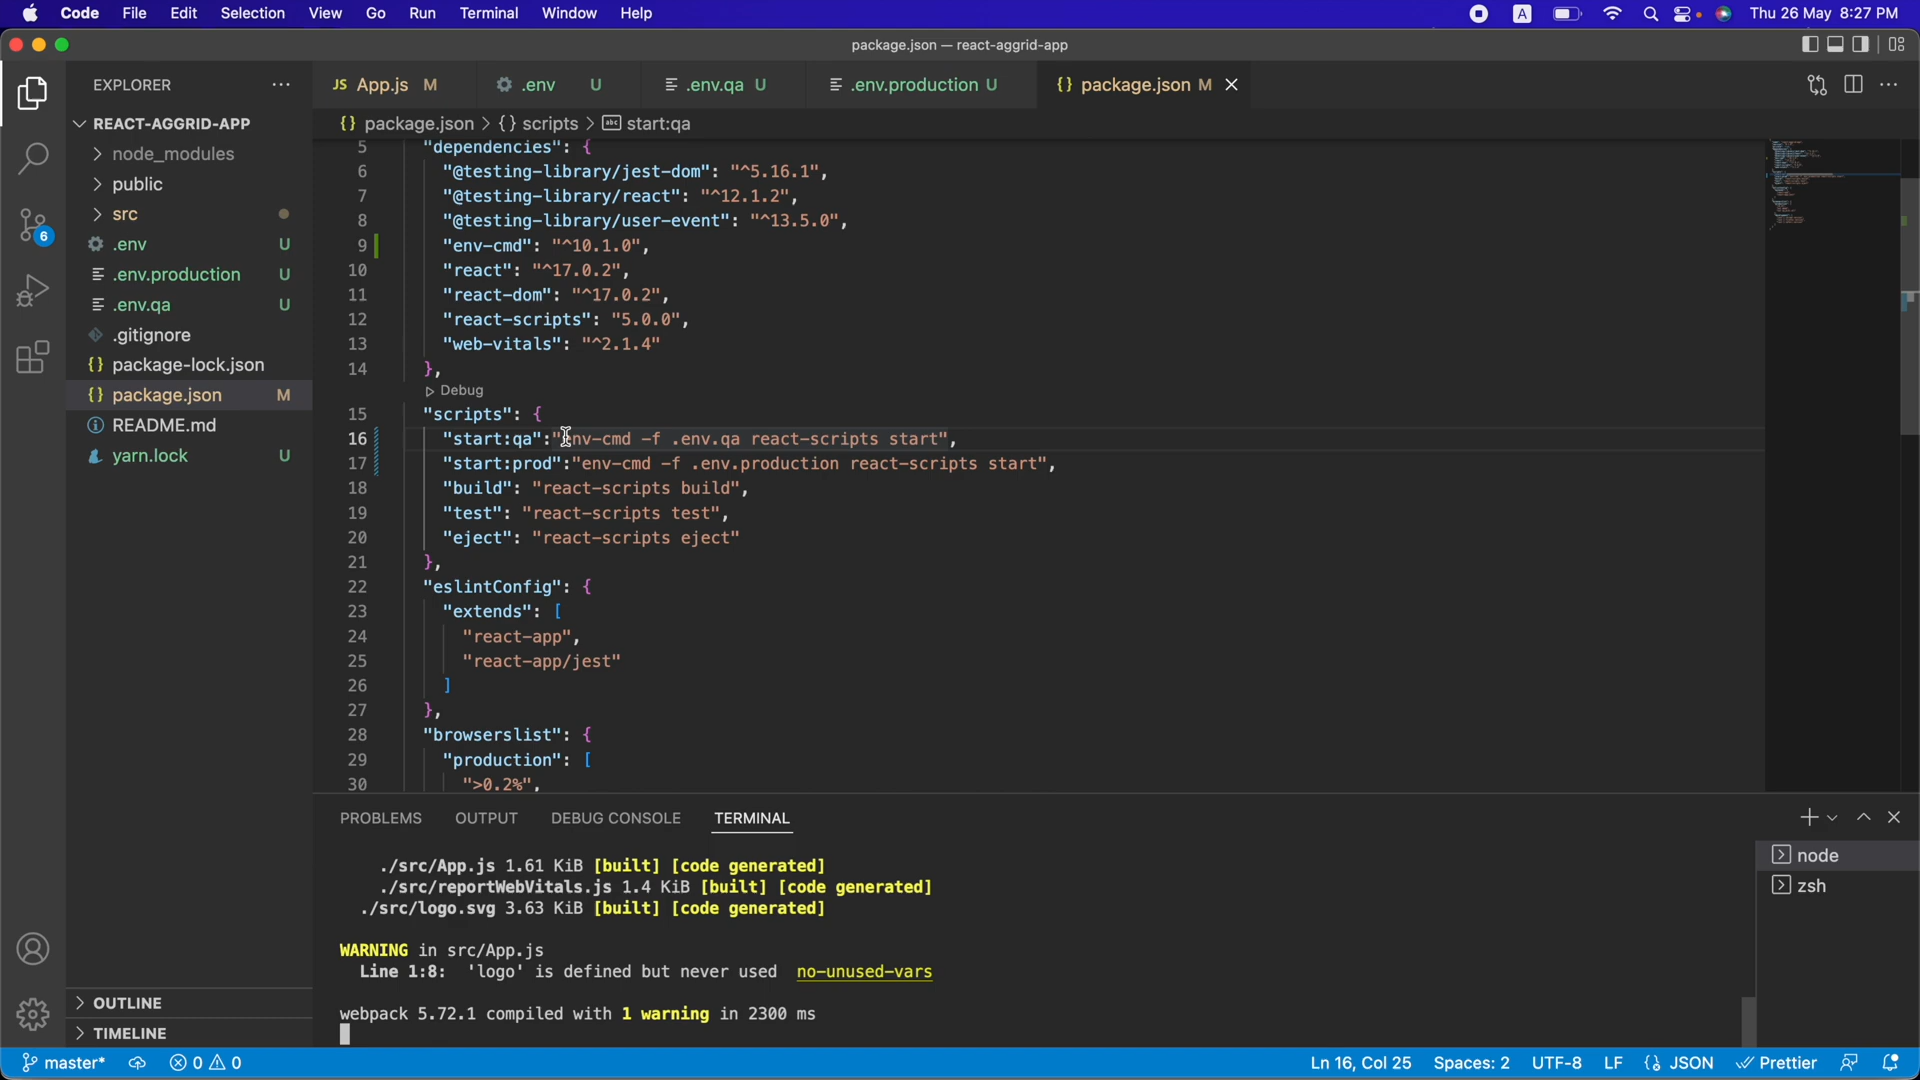 Code File Edit Selection View Go Run Terminal Window Help A Thu 26 May 8:27 PM
package.json — react-aggrid-app
EXPLORER
JS App.js M
.env U
.env.qa U
.env.production U
{} package.json M
REACT-AGGRID-APP
node_modules
public
src
.env U
.env.production U
.env.qa U
.gitignore
{} package-lock.json
{} package.json M
README.md
yarn.lock U
OUTLINE
TIMELINE
{} package.json > {} scripts > abc start:qa
5 "dependencies": {
6 "@testing-library/jest-dom": "^5.16.1",
7 "@testing-library/react": "^12.1.2",
8 "@testing-library/user-event": "^13.5.0",
9 "env-cmd": "^10.1.0",
10 "react": "^17.0.2",
11 "react-dom": "^17.0.2",
12 "react-scripts": "5.0.0",
13 "web-vitals": "^2.1.4"
14 },
Debug
15 "scripts": {
16 "start:qa":"env-cmd -f .env.qa react-scripts start",
17 "start:prod":"env-cmd -f .env.production react-scripts start",
18 "build": "react-scripts build",
19 "test": "react-scripts test",
20 "eject": "react-scripts eject"
21 },
22 "eslintConfig": {
23 "extends": [
24 "react-app",
25 "react-app/jest"
26 ]
27 },
28 "browserslist": {
29 "production": [
30 ">0.2%",
PROBLEMS OUTPUT DEBUG CONSOLE TERMINAL
./src/App.js 1.61 KiB [built] [code generated]
./src/reportWebVitals.js 1.4 KiB [built] [code generated]
./src/logo.svg 3.63 KiB [built] [code generated]
WARNING in src/App.js
Line 1:8: 'logo' is defined but never used no-unused-vars
webpack 5.72.1 compiled with 1 warning in 2300 ms
node
zsh
6
master* 0 0 Ln 16, Col 25 Spaces: 2 UTF-8 LF {} JSON Prettier